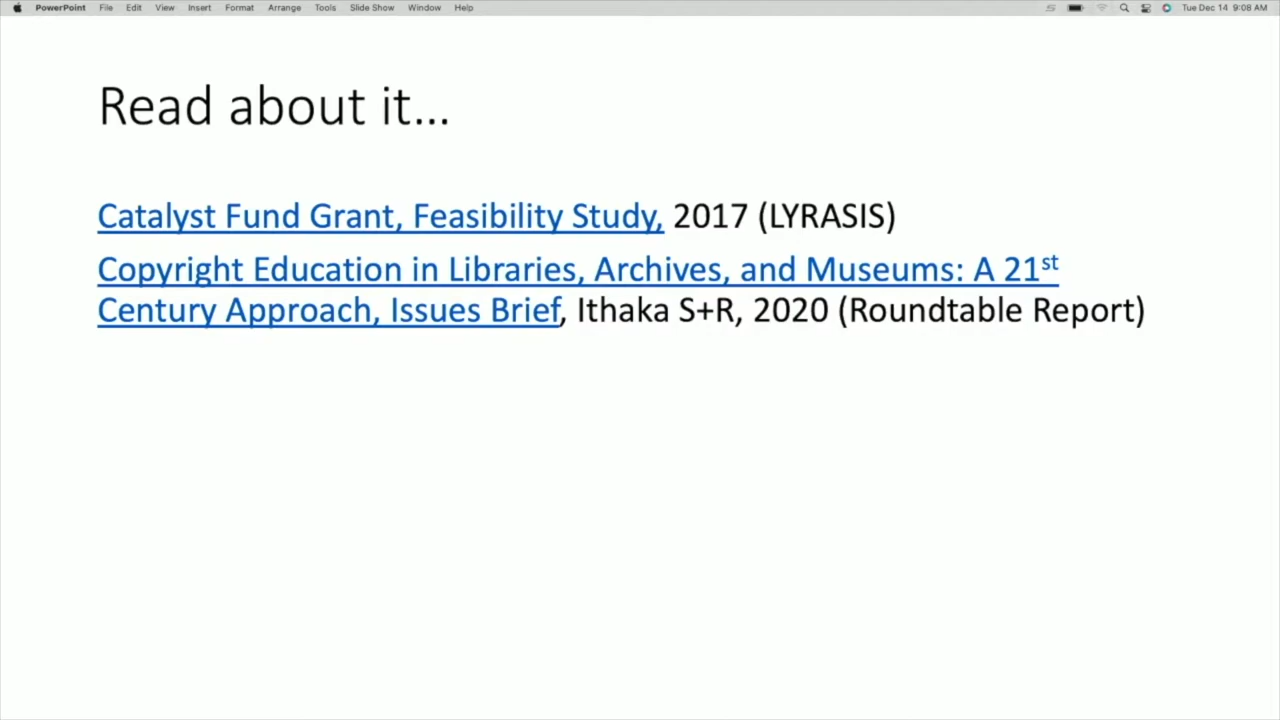 PowerPoint File Edit View Insert Format Arrange Tools Slide Show Window Help Tue Dec 14 9:08 AM
Read about it...
Catalyst Fund Grant, Feasibility Study, 2017 (LYRASIS)
Copyright Education in Libraries, Archives, and Museums: A 21st
Century Approach, Issues Brief, Ithaka S+R, 2020 (Roundtable Report)